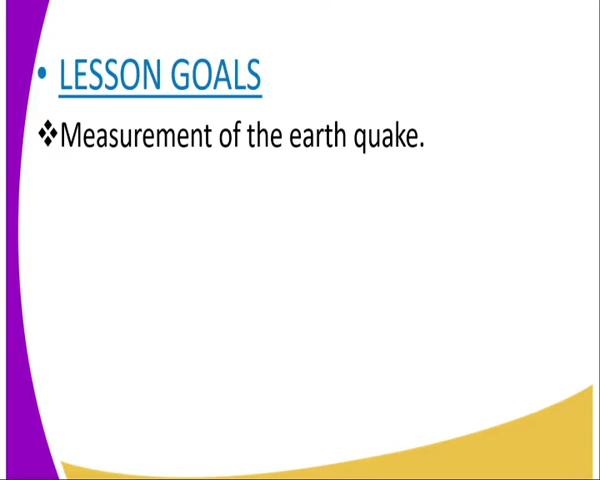 • LESSON GOALS
❖Measurement of the earth quake.